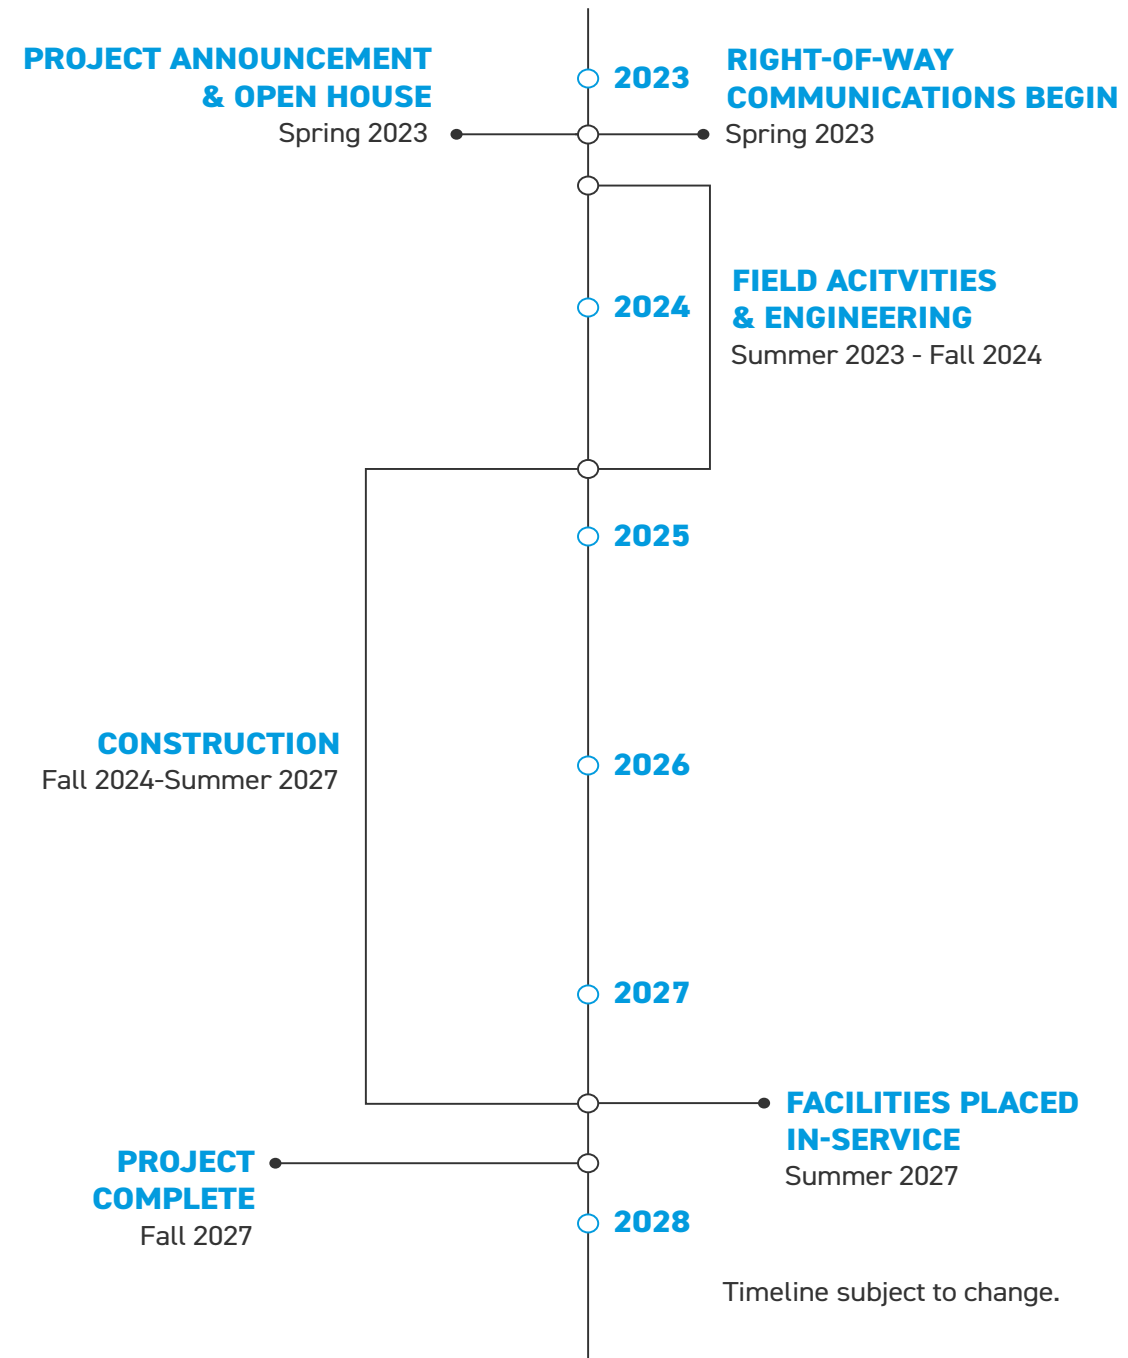 PROJECT ANNOUNCEMENT
& OPEN HOUSE
Spring 2023
2023
RIGHT-OF-WAY
COMMUNICATIONS BEGIN
Spring 2023
2024
FIELD ACITVITIES
& ENGINEERING
Summer 2023 - Fall 2024
2025
CONSTRUCTION
Fall 2024-Summer 2027
2026
2027
FACILITIES PLACED
IN-SERVICE
Summer 2027
PROJECT
COMPLETE
Fall 2027
2028
Timeline subject to change.